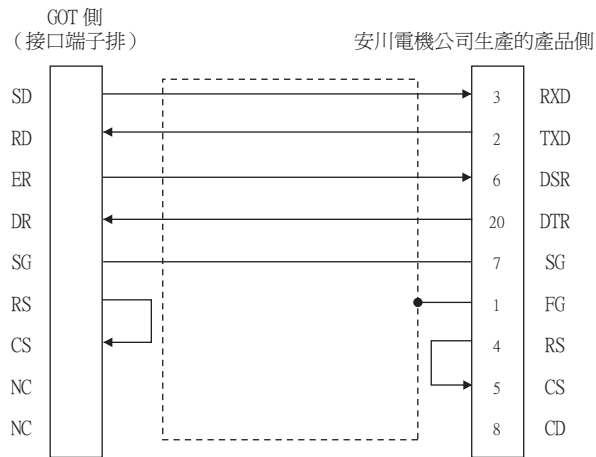 GOT 側
（接口端子排）
安川電機公司生產的產品側
SD 3 RXD
RD 2 TXD
ER 6 DSR
DR 20 DTR
SG 7 SG
RS 1 FG
CS 4 RS
NC 5 CS
NC 8 CD